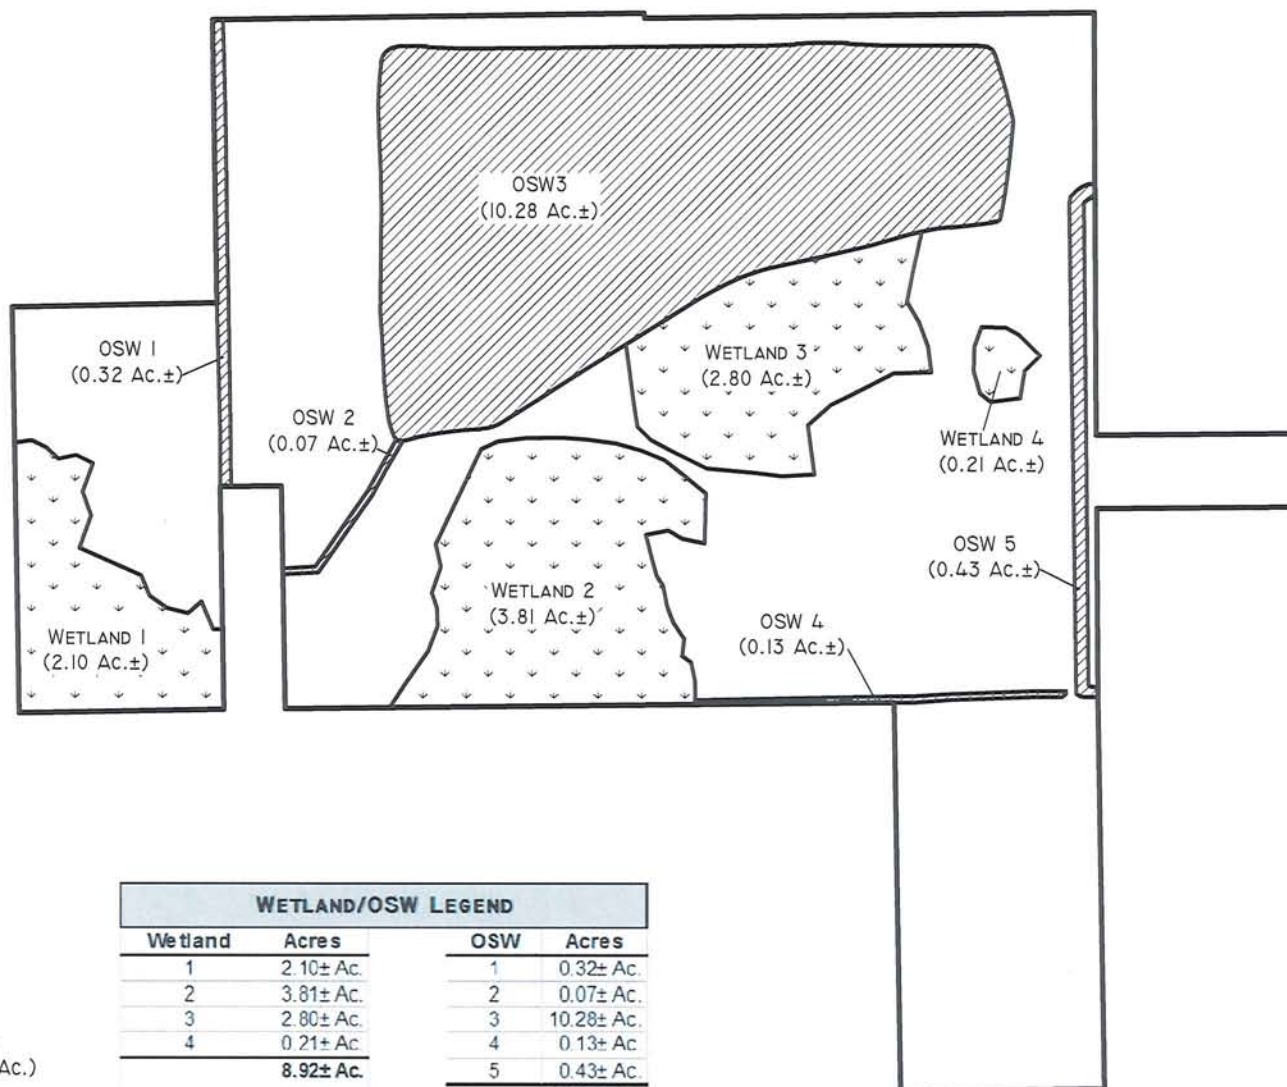 OSW3
(10.28 Ac.±)
OSW 1
(0.32 Ac.±)
OSW 2
(0.07 Ac.±)
WETLAND 3
(2.80 Ac.±)
WETLAND 4
(0.21 Ac.±)
OSW 5
(0.43 Ac.±)
WETLAND 2
(3.81 Ac.±)
OSW 4
(0.13 Ac.±)
WETLAND 1
(2.10 Ac.±)
WETLAND/OSW LEGEND
Wetland Acres OSW Acres
1 2.10± Ac. 1 0.32± Ac.
2 3.81± Ac. 2 0.07± Ac.
3 2.80± Ac. 3 10.28± Ac.
4 0.21± Ac 4 0.13± Ac
8.92± Ac. 5 0.43± Ac.
Ac.)